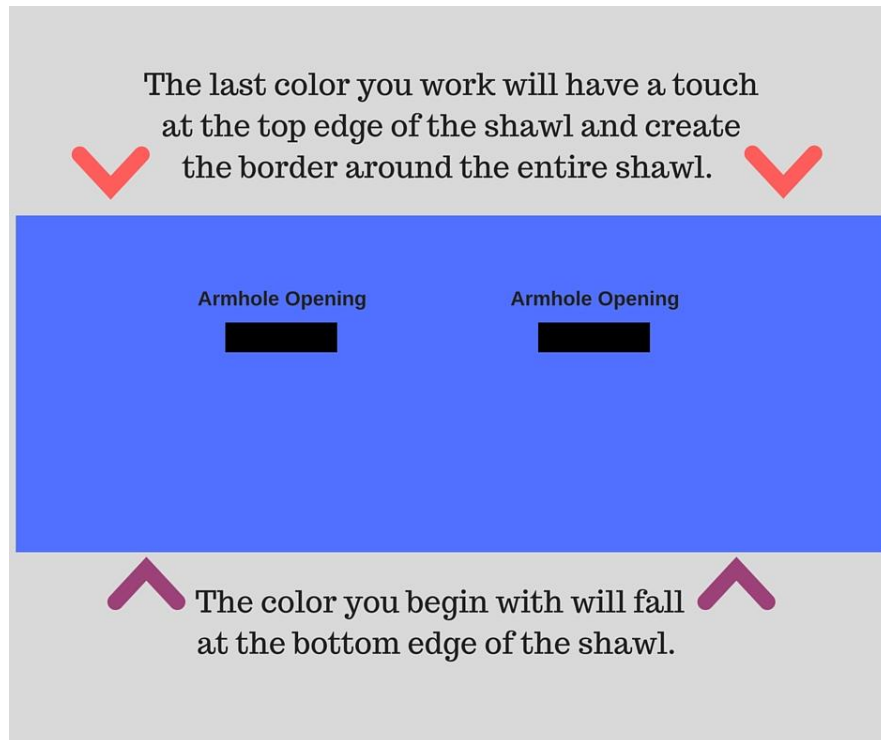 The last color you work will have a touch
at the top edge of the shawl and create
the border around the entire shawl.
Armhole Opening
Armhole Opening
The color you begin with will fall
at the bottom edge of the shawl.